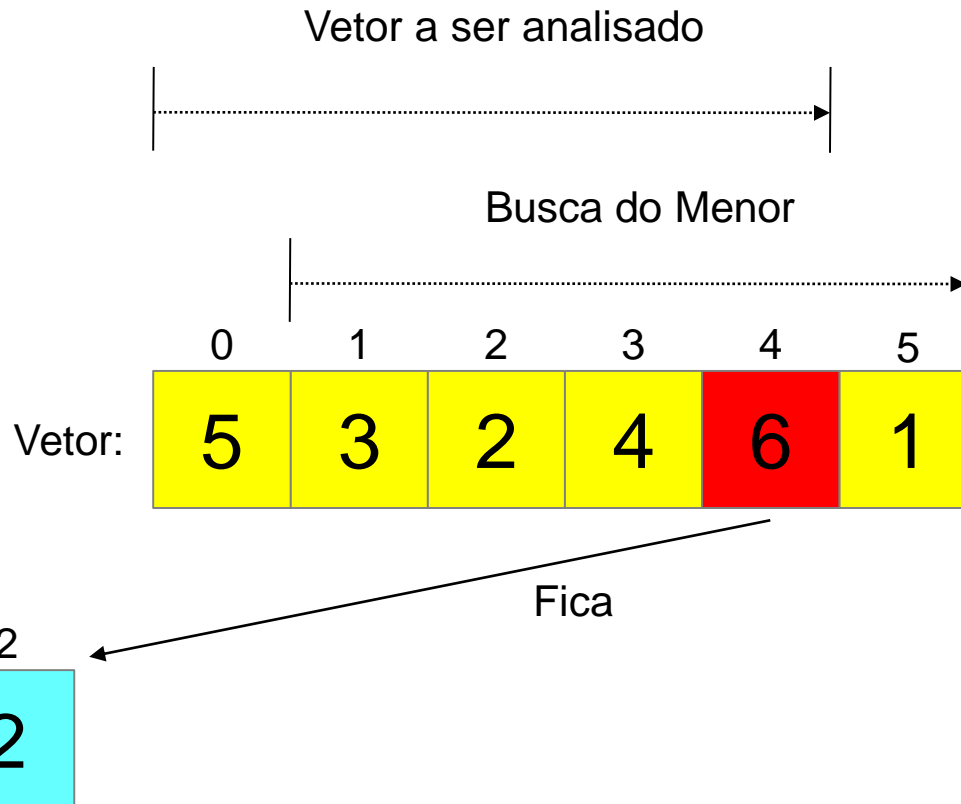 Vetor a ser analisado
Busca do Menor
0 1 2 3 4 5
Vetor: 5 3 2 4 6 1
Fica
2
2